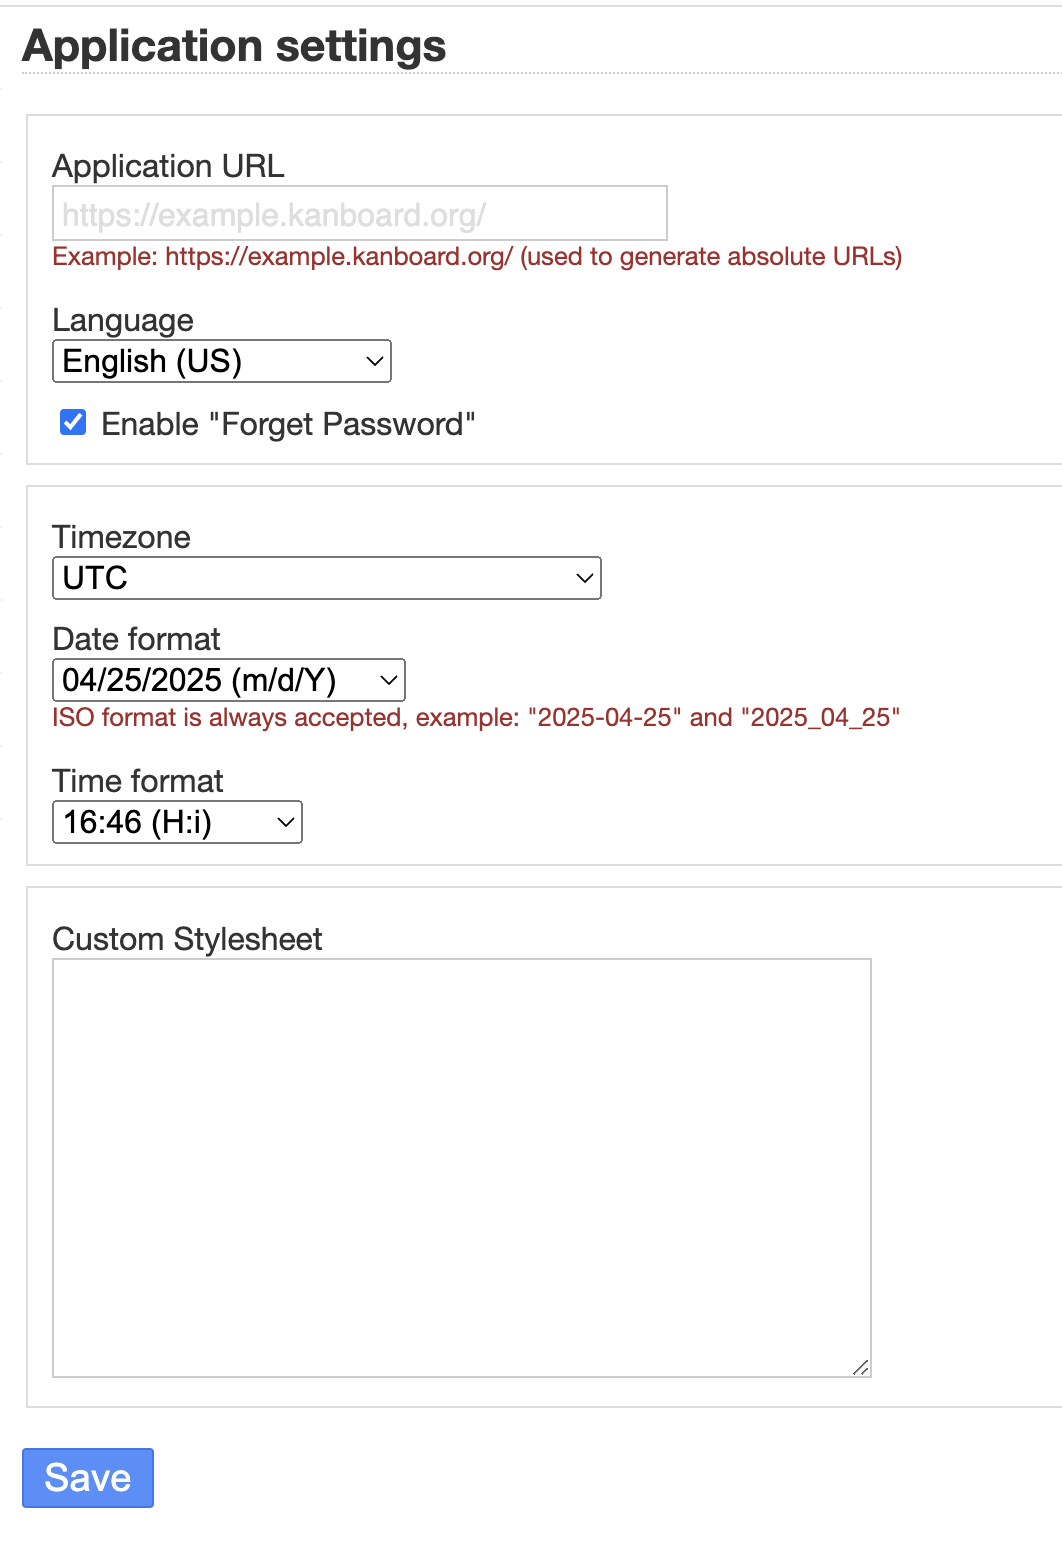 Application settings
Application URL
https://example.kanboard.org/
Example: https://example.kanboard.org/ (used to generate absolute URLs)
Language
English (US)
Enable "Forget Password"
Timezone
UTC
Date format
04/25/2025 (m/d/Y)
ISO format is always accepted, example: "2025-04-25" and "2025_04_25"
Time format
16:46 (H:i)
Custom Stylesheet
Save